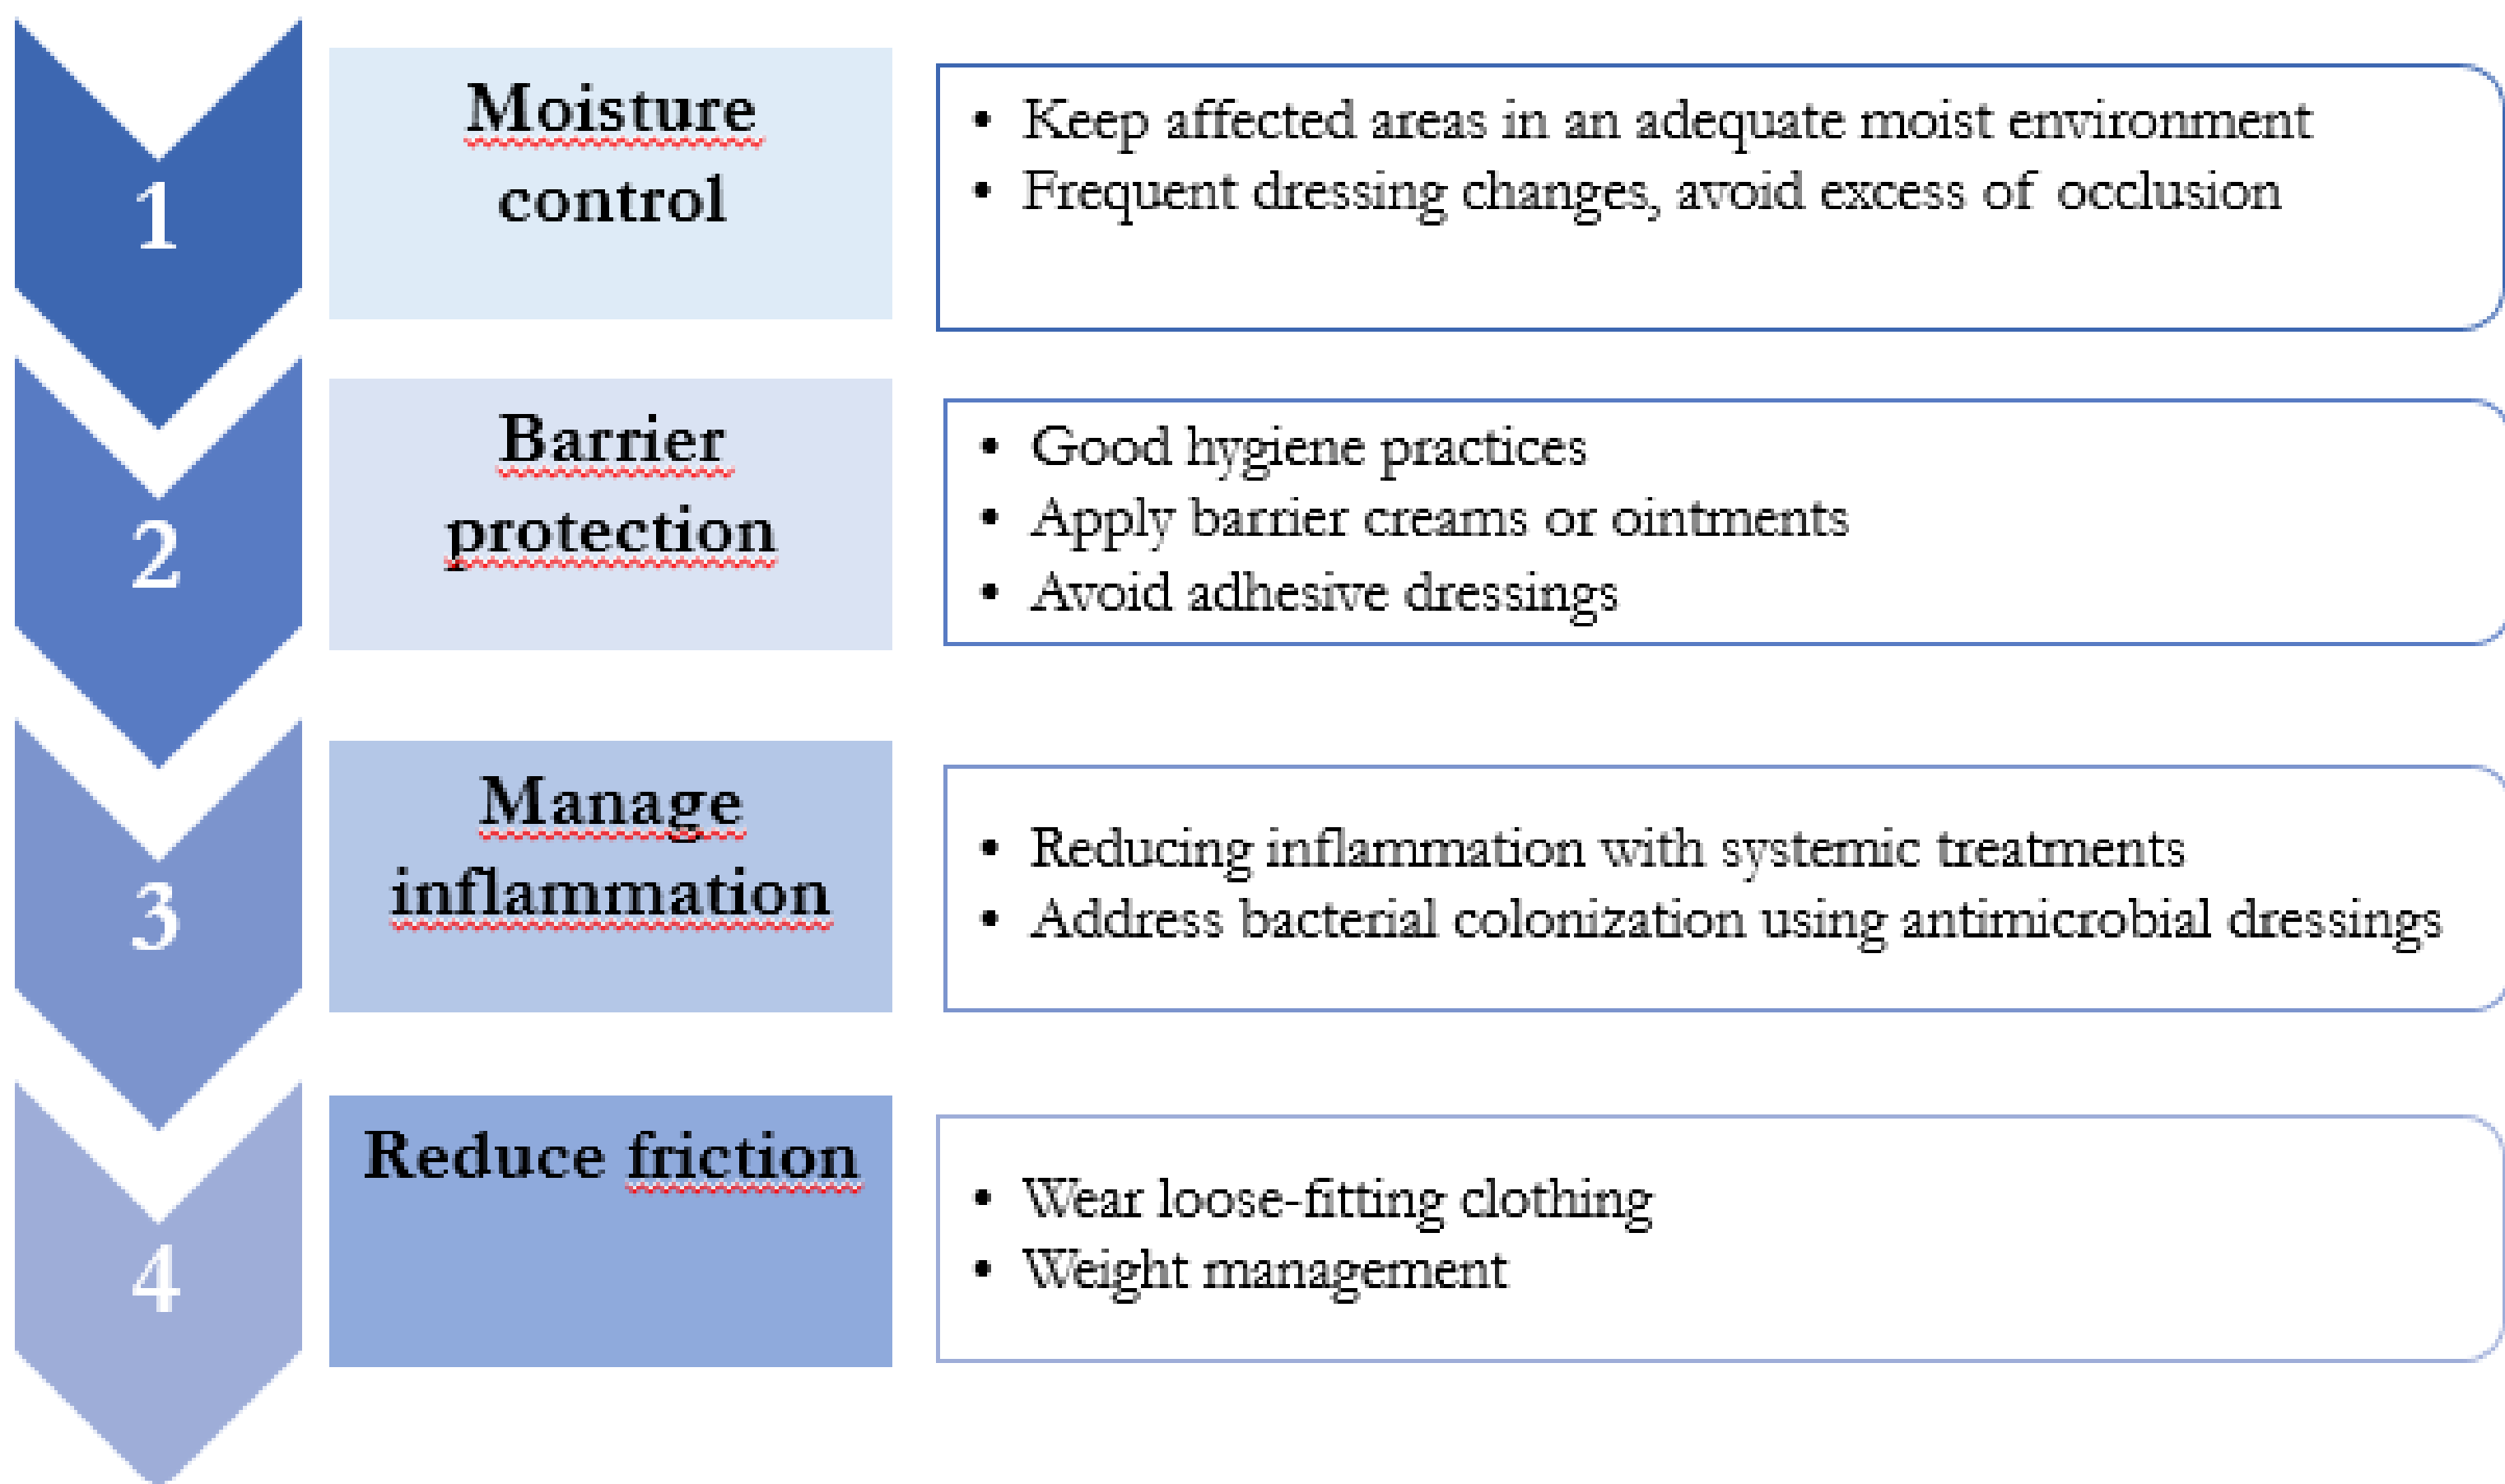 1
Moisture
control
• Keep affected areas in an adequate moist environment
• Frequent dressing changes, avoid excess of occlusion
2
Barrier
protection
• Good hygiene practices
• Apply barrier creams or ointments
• Avoid adhesive dressings
3
Manage
inflammation
• Reducing inflammation with systemic treatments
• Address bacterial colonization using antimicrobial dressings
4
Reduce friction
• Wear loose-fitting clothing
• Weight management